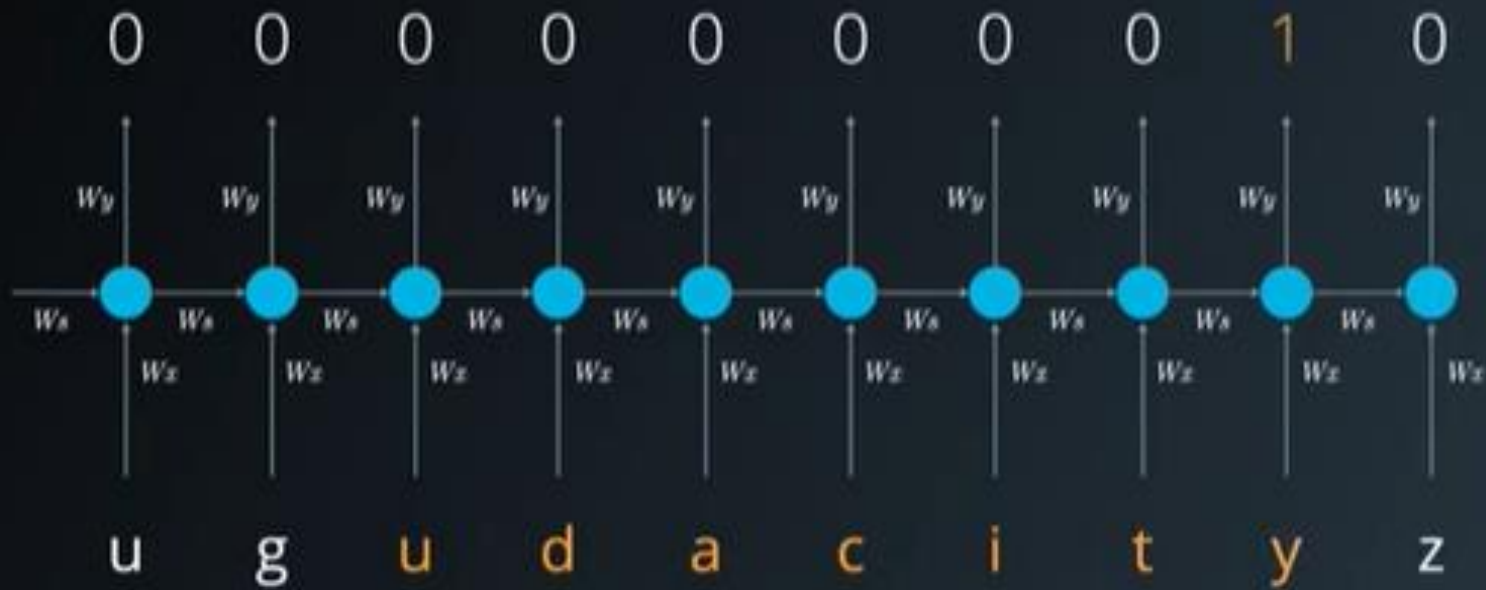 0 0 0 0 0 0 0 0 1 0
Wy Wy Wy Wy Wy Wy Wy Wy Wy Wy
Ws Ws Ws Ws Ws Ws Ws Ws Ws Ws
Wx Wx Wx Wx Wx Wx Wx Wx Wx Wx
u g u d a c i t y z